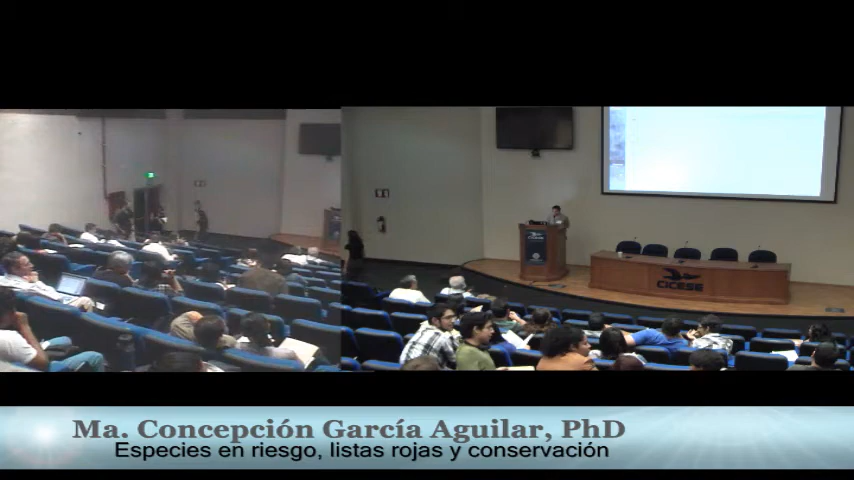 CICESE
Ma. Concepción García Aguilar, PhD
Especies en riesgo, listas rojas y conservación